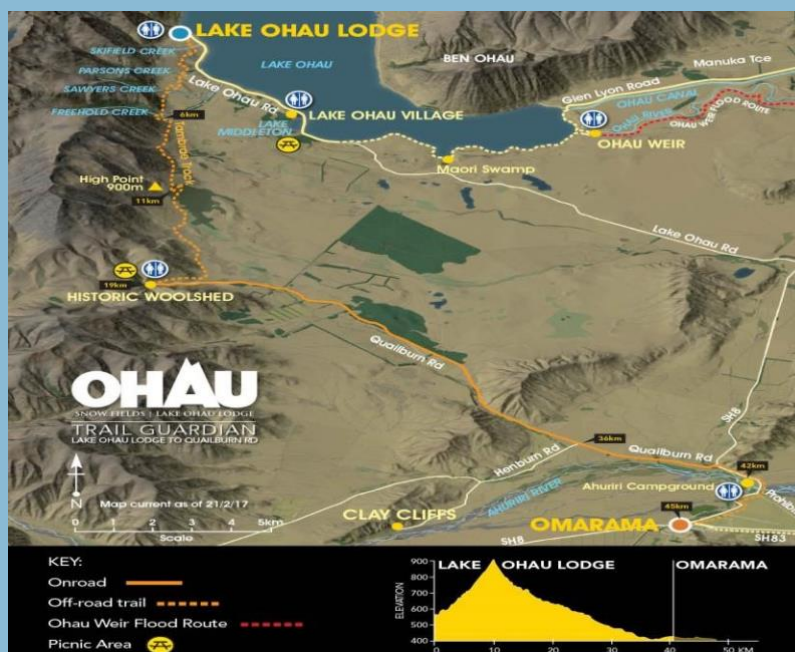 LAKE OHAU LODGE
SKIFIELD CREEK
PARSONS CREEK
SAWYERS CREEK
FREEHOLD CREEK
LAKE OHAU
BEN OHAU
Manuka Tce
Glen Lyon Road
OHAU CANAL
OHAU RIVER
OHAU WEIR FLOOD ROUTE
Lake Ohau Rd
6km
LAKE OHAU VILLAGE
LAKE
MIDDLETON
OHAU WEIR
Maori Swamp
Tambrae Track
High Point
900m
11km
Lake Ohau Rd
19km
HISTORIC WOOLSHED
Quailburn Rd
OHAU
SNOW FIELDS | LAKE OHAU LODGE
TRAIL GUARDIAN
LAKE OHAU LODGE TO QUAILBURN RD
SH8
36km
Quailburn Rd
Henburn Rd
43km
N
Map current as of 21/2/17
Ahuriri Campground
AHURIRI RIVER
0 1 2 3 4 5km
Scale
CLAY CLIFFS
45km
OMARAMA
SH8
SH83
KEY:
Onroad
Off-road trail
Ohau Weir Flood Route
Picnic Area
LAKE OHAU LODGE OMARAMA
ELEVATION
900
800
700
600
500
400
0 10 20 30 40 50 KM